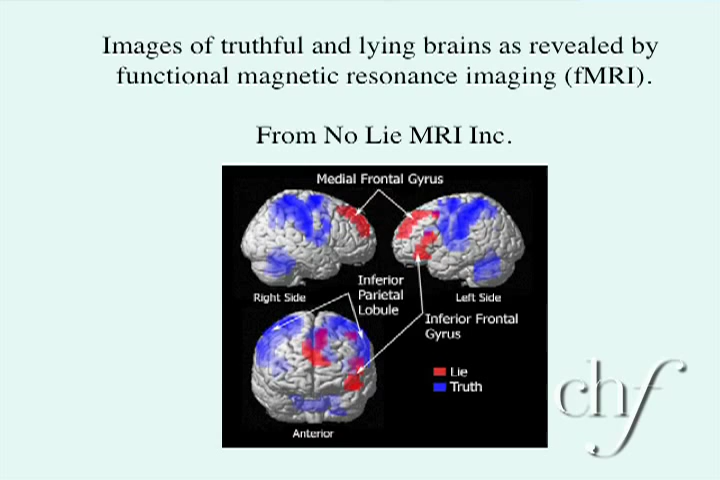 Images of truthful and lying brains as revealed by
functional magnetic resonance imaging (fMRI).
From No Lie MRI Inc.
Medial Frontal Gyrus
Right Side
Inferior
Parietal
Lobule
Left Side
Inferior Frontal
Gyrus
Lie
Truth
Anterior
chf